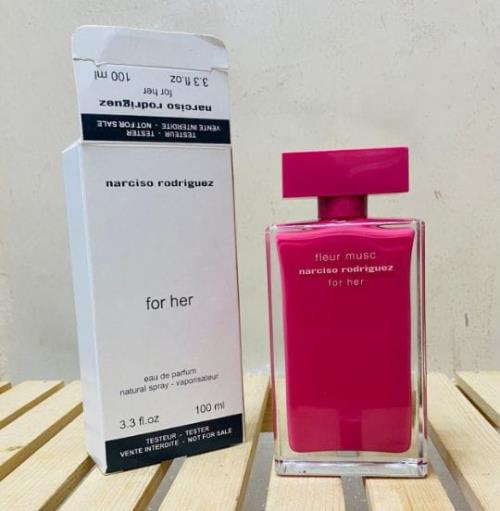 100 ml
3.3 fl.oz
for her
narciso rodriguez
VENTE INTERDITE - NOT FOR SALE
TESTEUR - TESTER
narciso rodriguez
for her
eau de parfum
natural spray - vaporisateur
3.3 fl.oz 100 ml
TESTEUR - TESTER
VENTE INTERDITE - NOT FOR SALE
fleur musc
narciso rodriguez
for her